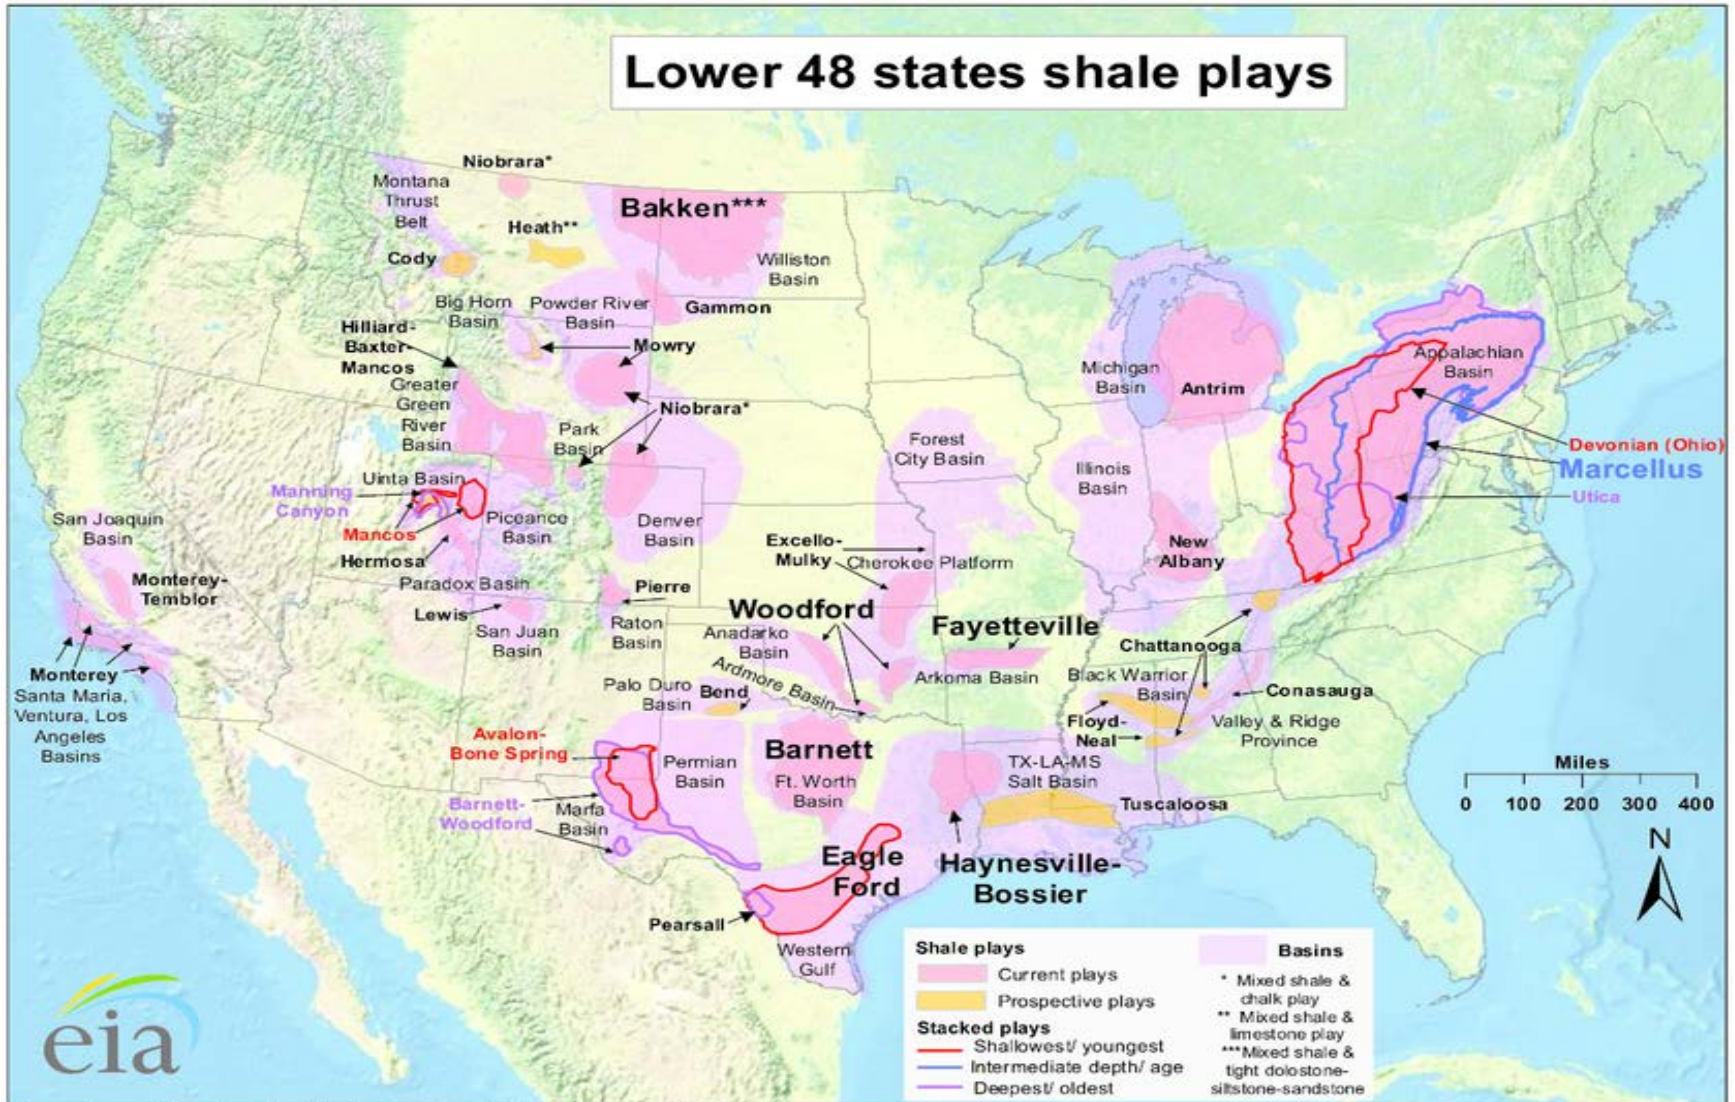 Lower 48 states shale plays
Niobrara*
Montana
Thrust
Belt
Bakken***
Heath**
Cody
Williston
Basin
Big Horn
Basin
Powder River
Basin
Gammon
Hilliard-
Baxter-
Mancos
Mowry
Greater
Green
River
Basin
Niobrara*
Park
Basin
Michigan
Basin
Antrim
Appalachian
Basin
Devonian (Ohio)
Marcellus
Utica
Forest
City Basin
Illinois
Basin
Uinta Basin
Manning
Canyon
Mancos
Piceance
Basin
Hermosa
Denver
Basin
San Joaquin
Basin
Monterey-
Temblor
Excello-
Mulky
Cherokee Platform
New
Albany
Paradox Basin
Lewis
San Juan
Basin
Pierre
Raton
Basin
Woodford
Anadarko
Basin
Fayetteville
Arkoma Basin
Chattanooga
Black Warrior
Basin
Conasauga
Floyd-
Neal
Valley & Ridge
Province
Monterey
Santa Maria,
Ventura, Los
Angeles
Basins
Palo Duro
Basin
Bend
Ardmore Basin
Avalon-
Bone Spring
Permian
Basin
Barnett
Ft. Worth
Basin
TX-LA-MS
Salt Basin
Tuscaloosa
Barnett-
Woodford
Marfa
Basin
Eagle
Ford
Haynesville-
Bossier
Pearsall
Western
Gulf
Miles
0 100 200 300 400
N
Shale plays
Current plays
Prospective plays
Stacked plays
Shallowest/ youngest
Intermediate depth/ age
Deepest/ oldest
Basins
* Mixed shale &
chalk play
** Mixed shale &
limestone play
***Mixed shale &
tight dolostone-
siltstone-sandstone
eia